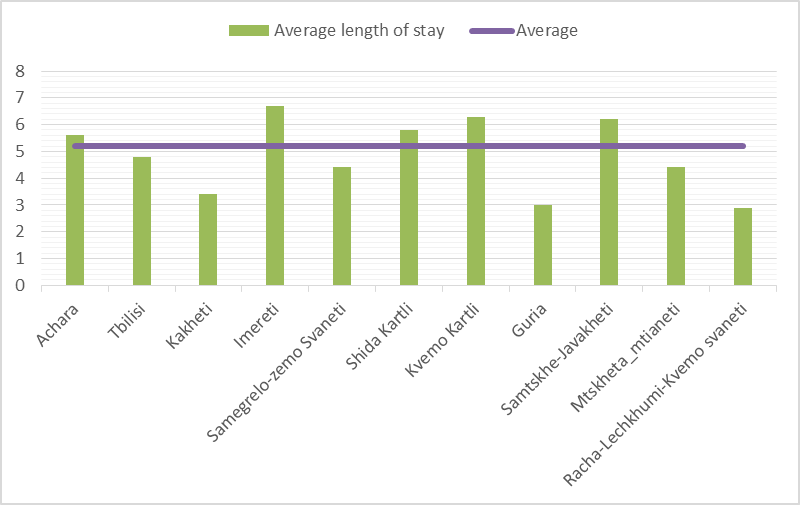 Average length of stay Average
8
7
6
5
4
3
2
1
0
Achara
Tbilisi
Kakheti
Imereti
Samegrelo-zemo Svaneti
Shida Kartli
Kvemo Kartli
Guria
Samtskhe-Javakheti
Mtskheta_mtianeti
Racha-Lechkhumi-Kvemo svaneti